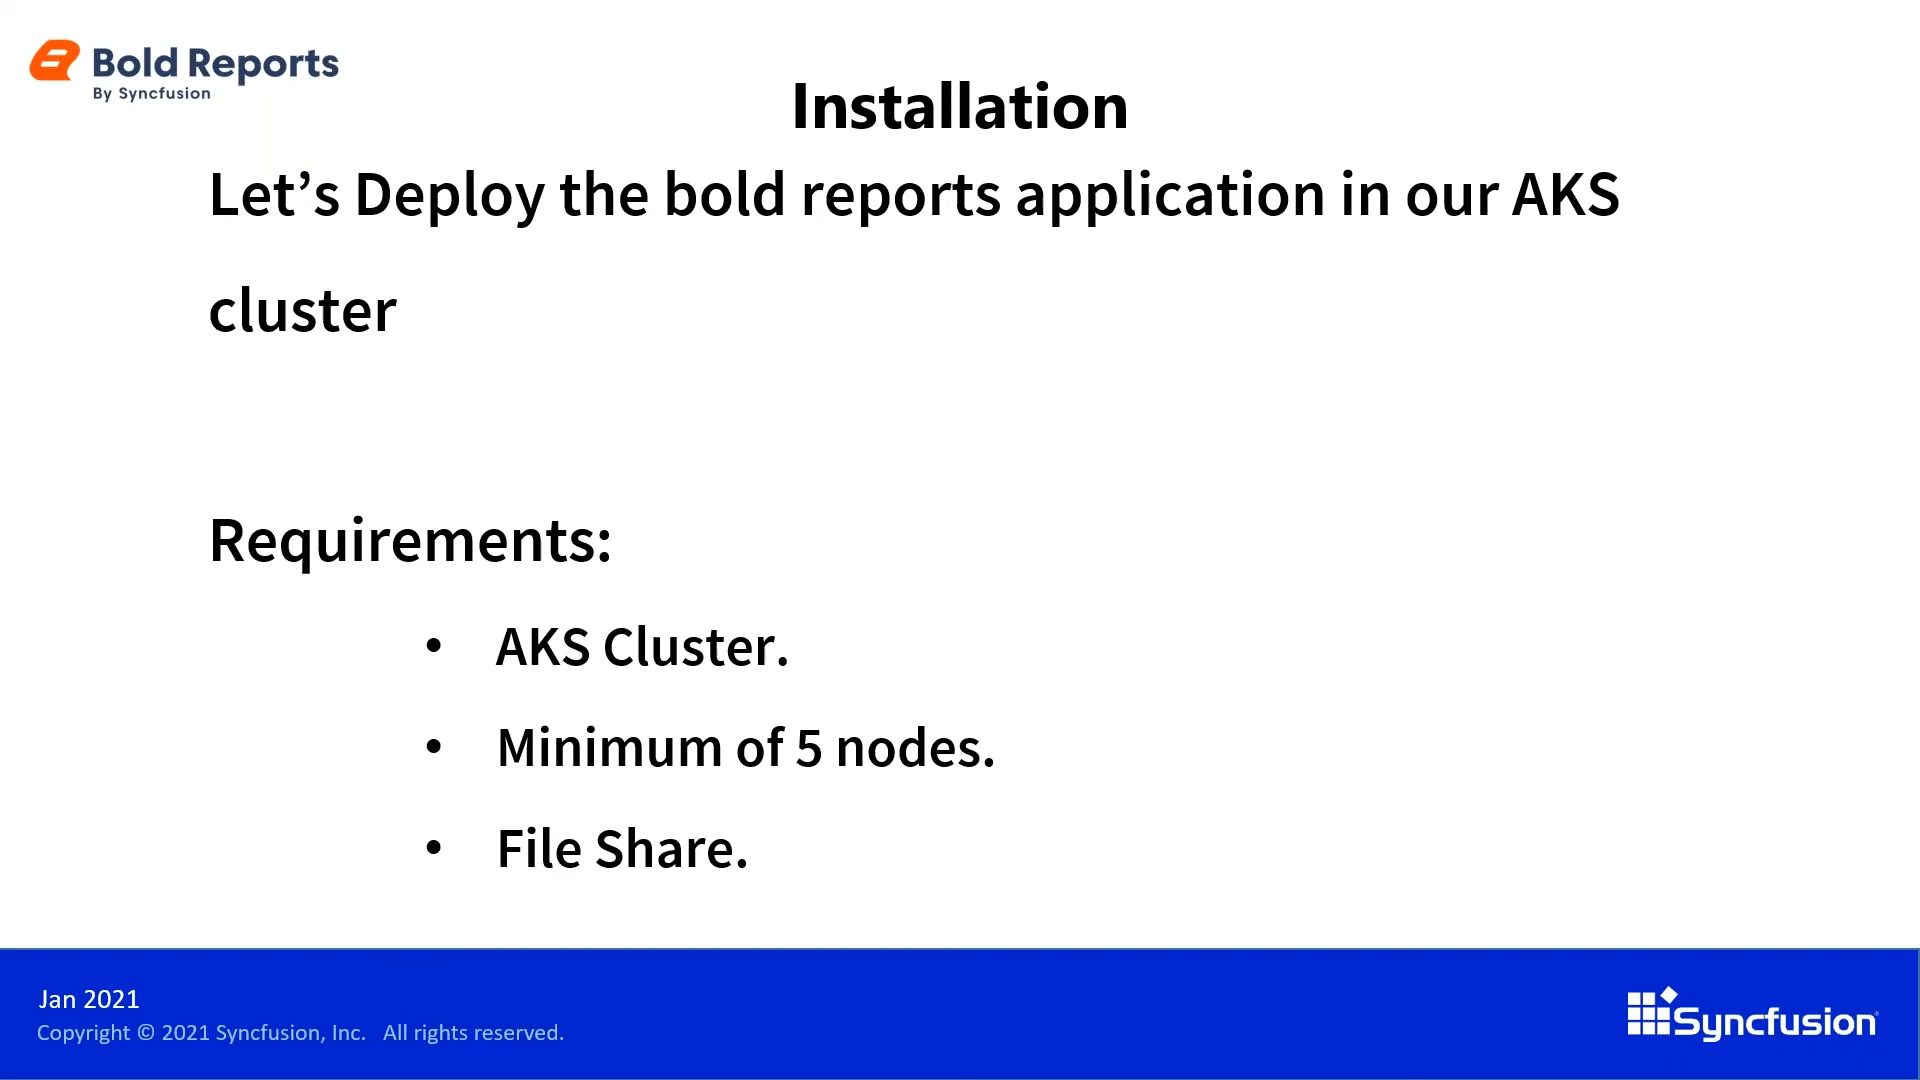 Bold Reports
By Syncfusion
Installation
Let’s Deploy the bold reports application in our AKS
cluster
Requirements:
• AKS Cluster.
• Minimum of 5 nodes.
• File Share.
Jan 2021
Copyright © 2021 Syncfusion, Inc. All rights reserved.
Syncfusion